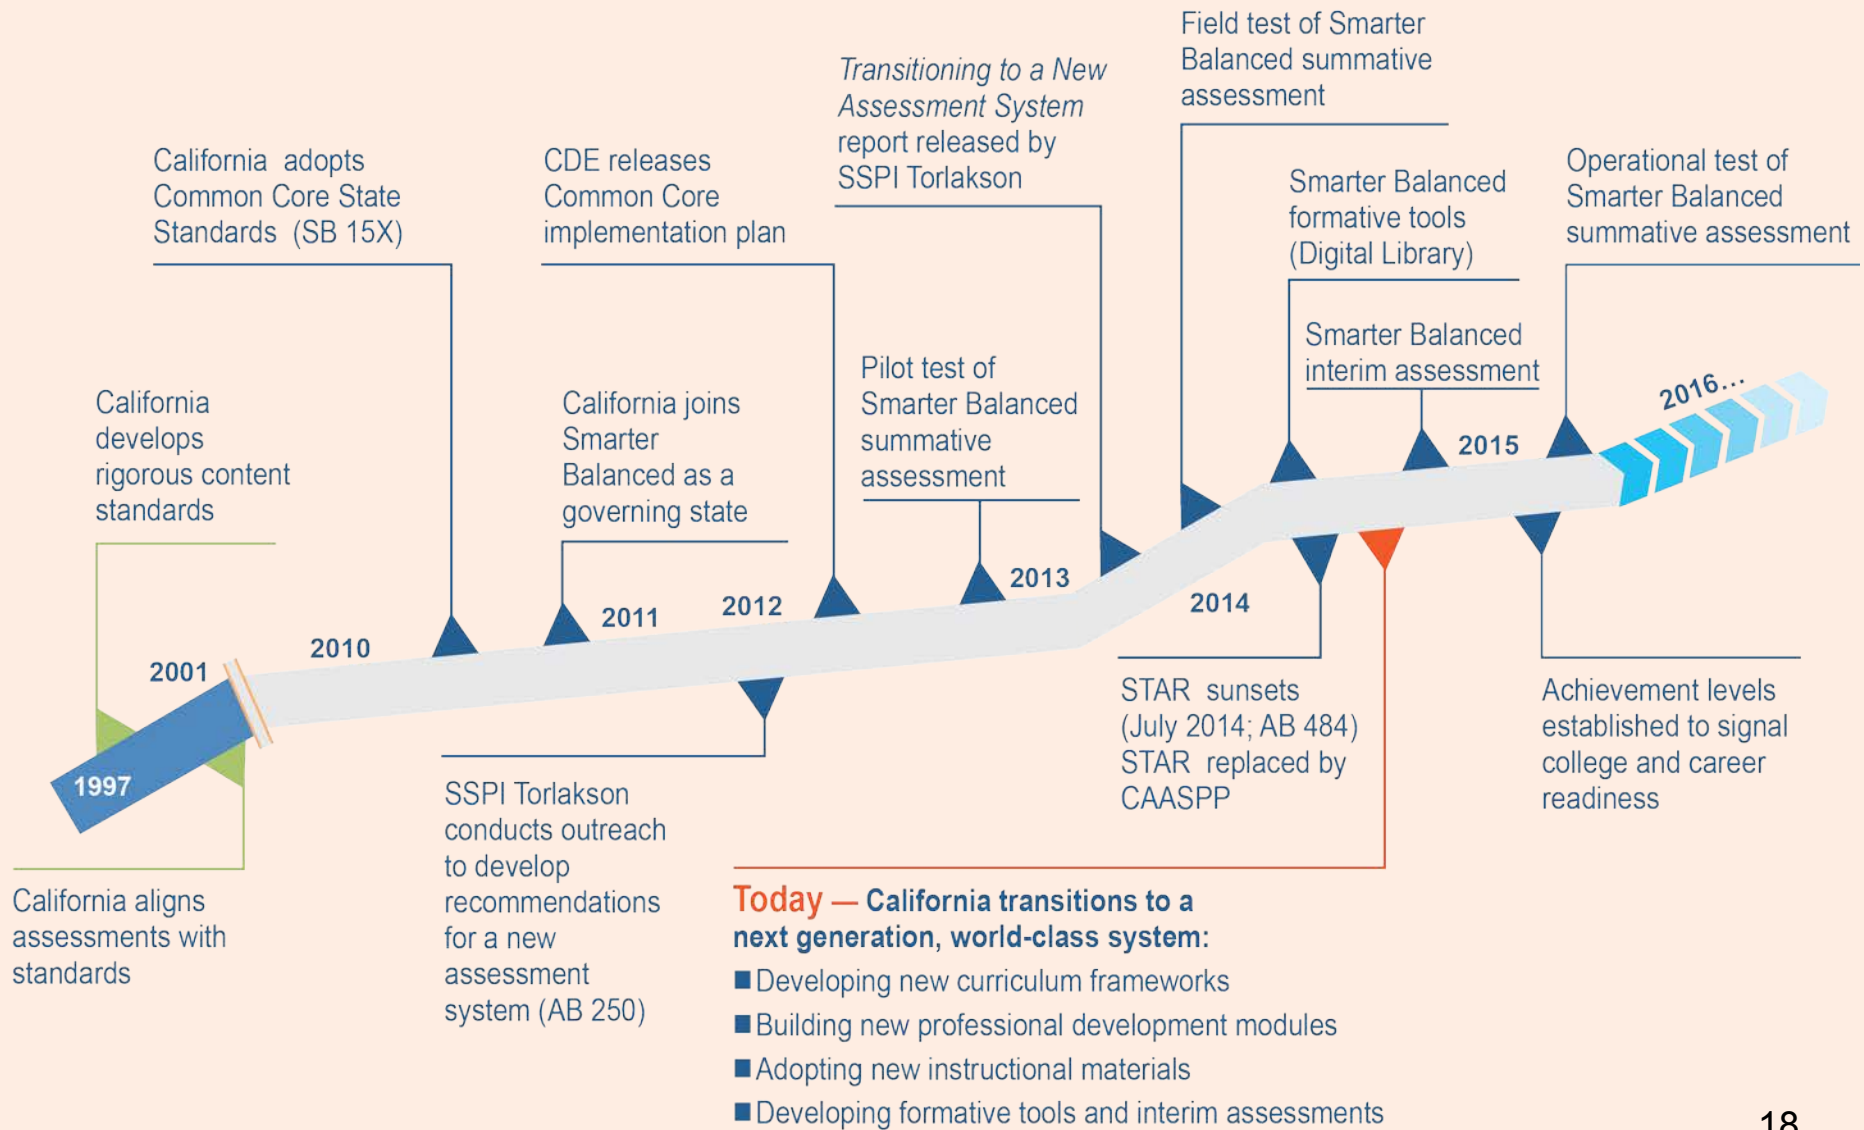 Field test of Smarter
Balanced summative
assessment
Transitioning to a New
Assessment System
report released by
SSPI Torlakson
California adopts
Common Core State
Standards (SB 15X)
CDE releases
Common Core
implementation plan
Smarter Balanced
formative tools
(Digital Library)
Operational test of
Smarter Balanced
summative assessment
Smarter Balanced
interim assessment
Pilot test of
Smarter Balanced
summative
assessment
California
develops
rigorous content
standards
California joins
Smarter
Balanced as a
governing state
2016...
2015
2013
2014
2012
2011
2010
2001
1997
STAR sunsets
(July 2014; AB 484)
STAR replaced by
CAASPP
Achievement levels
established to signal
college and career
readiness
SSPI Torlakson
conducts outreach
to develop
recommendations
for a new
assessment
system (AB 250)
California aligns
assessments with
standards
Today — California transitions to a
next generation, world-class system:
■ Developing new curriculum frameworks
■ Building new professional development modules
■ Adopting new instructional materials
■ Developing formative tools and interim assessments
18